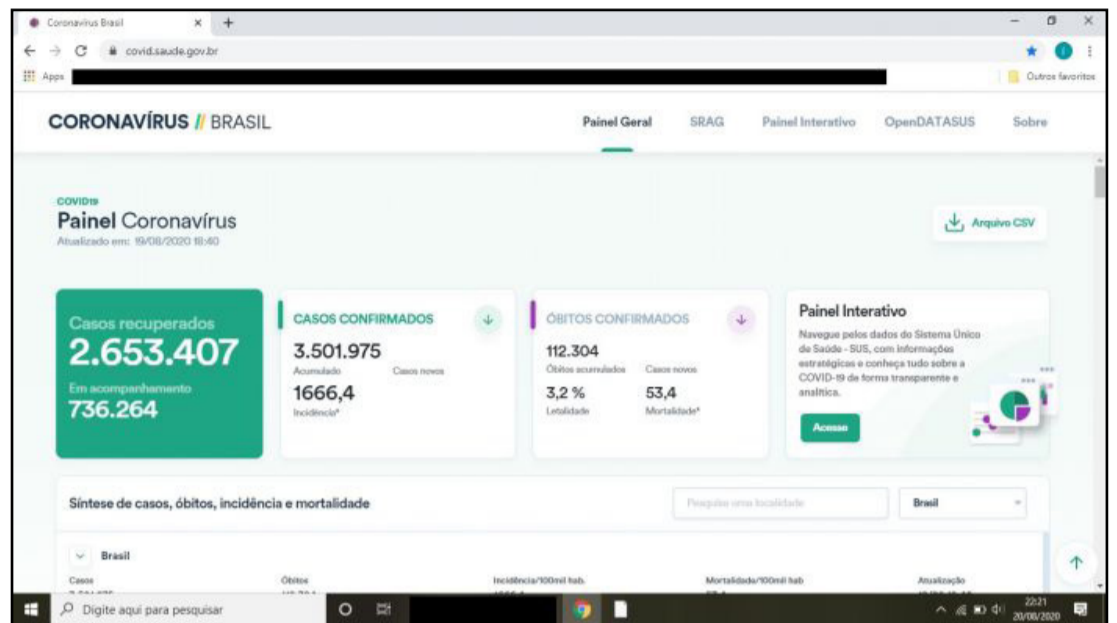 Coronavírus Brasil
covid.saude.gov.br
Apps
Outros favoritos
CORONAVÍRUS // BRASIL
Painel Geral SRAG Painel Interativo OpenDATASUS Sobre
COVID19
Painel Coronavírus
Atualizado em: 19/08/2020 18:40
Arquivo CSV
Casos recuperados
2.653.407
Em acompanhamento
736.264
CASOS CONFIRMADOS
3.501.975
Acumulado Casos novos
1666,4
Incidência*
ÓBITOS CONFIRMADOS
112.304
Óbitos acumulados Casos novos
3,2 % 53,4
Letalidade Mortalidade*
Painel Interativo
Navegue pelos dados do Sistema Único
de Saúde - SUS, com informações
estratégicas e conheça tudo sobre a
COVID-19 de forma transparente e
analítica.
Acesse
Síntese de casos, óbitos, incidência e mortalidade
Pesquise uma localidade
Brasil
Brasil
Casos Óbitos Incidência/100mil hab. Mortalidade/100mil hab Atualização
Digite aqui para pesquisar
22:21
20/08/2020